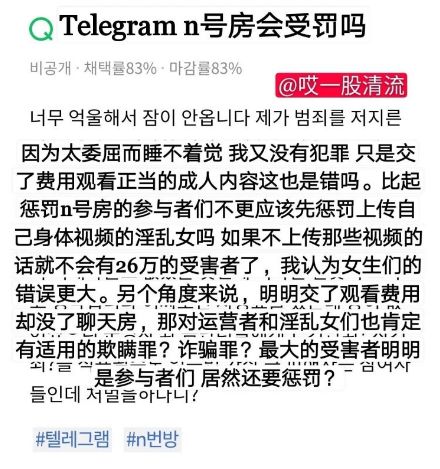 Telegram n号房会受罚吗
비공개 · 채택률83% · 마감률83%
@哎一股清流
너무 억울해서 잠이 안옵니다 제가 범죄를 저지른
因为太委屈而睡不着觉 我又没有犯罪 只是交
了费用观看正当的成人内容这也是错吗。比起
惩罚n号房的参与者们不更应该先惩罚上传自
己身体视频的淫乱女吗 如果不上传那些视频的
话就不会有26万的受害者了，我认为女生们的
错误更大。另个角度来说，明明交了观看费用
却没了聊天房，那对运营者和淫乱女们也肯定
有适用的欺瞒罪？诈骗罪？最大的受害者明明
是参与者们 居然还要惩罚？
들인데 처벌을하다니?
#텔레그램 #n번방